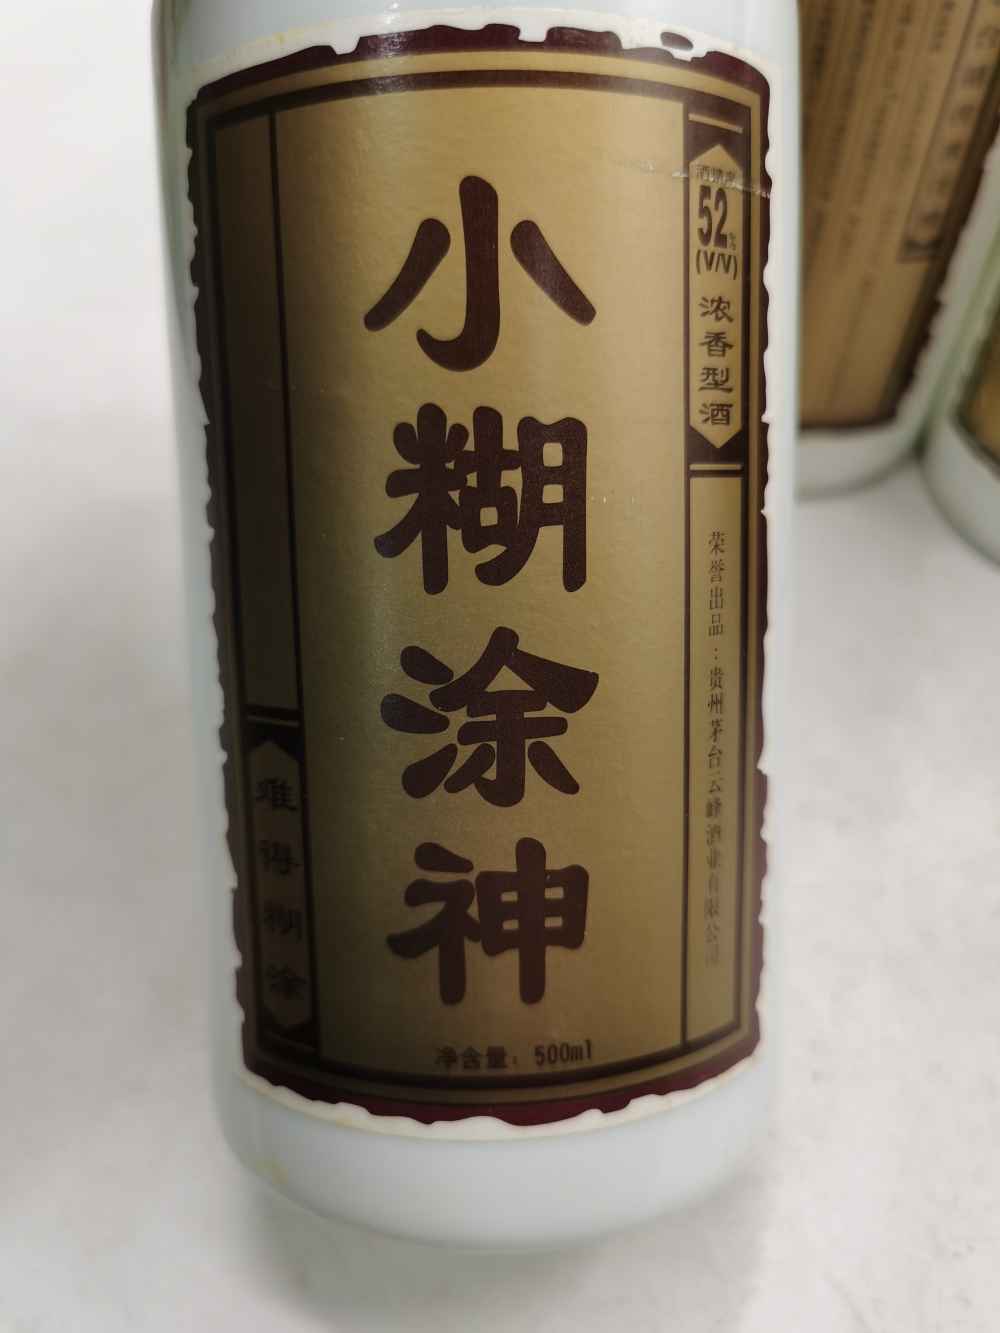 小糊涂神
酒精度
52%
(V/V)
浓香型酒
荣誉出品：贵州茅台云峰酒业有限公司
难得糊涂
净含量：500ml